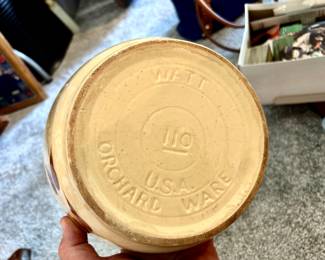 WATT
110
U.S.A.
ORCHARD WARE